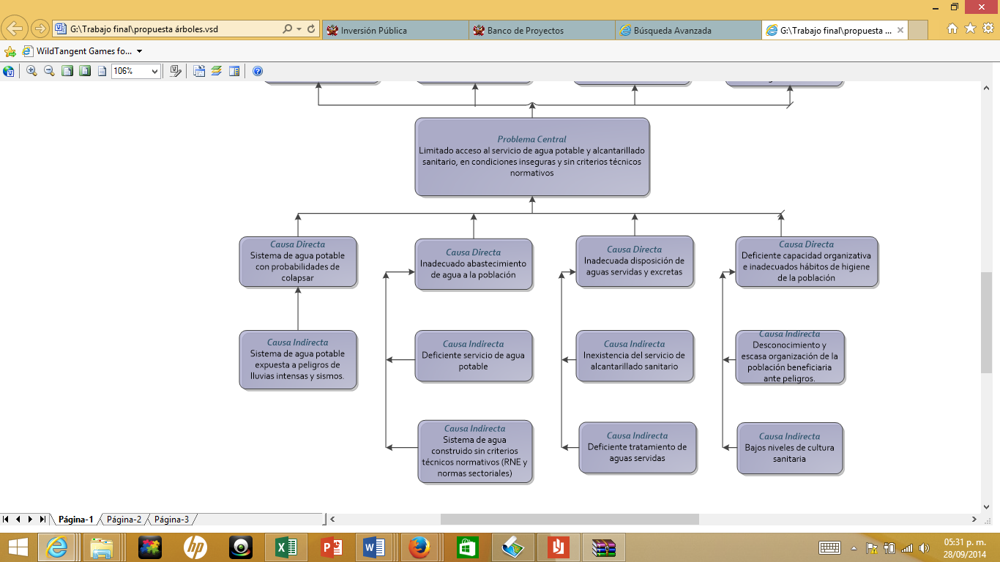 G:\Trabajo final\propuesta árboles.vsd
Inversión Pública
Banco de Proyectos
Búsqueda Avanzada
G:\Trabajo final\propuesta ...
WildTangent Games fo...
106%
Problema Central
Limitado acceso al servicio de agua potable y alcantarillado
sanitario, en condiciones inseguras y sin criterios técnicos
normativos
Causa Directa
Sistema de agua potable
con probabilidades de
colapsar
Causa Directa
Inadecuado abastecimiento
de agua a la población
Causa Directa
Inadecuada disposición de
aguas servidas y excretas
Causa Directa
Deficiente capacidad organizativa
e inadecuados hábitos de higiene
de la población
Causa Indirecta
Sistema de agua potable
expuesta a peligros de
lluvias intensas y sismos.
Causa Indirecta
Deficiente servicio de agua
potable
Causa Indirecta
Inexistencia del servicio de
alcantarillado sanitario
Causa Indirecta
Desconocimiento y
escasa organización de la
población beneficiaria
ante peligros.
Causa Indirecta
Sistema de agua
construido sin criterios
técnicos normativos (RNE y
normas sectoriales)
Causa Indirecta
Deficiente tratamiento de
aguas servidas
Causa Indirecta
Bajos niveles de cultura
sanitaria
Página-1
Página-2
Página-3
hp
05:31 p. m.
28/09/2014